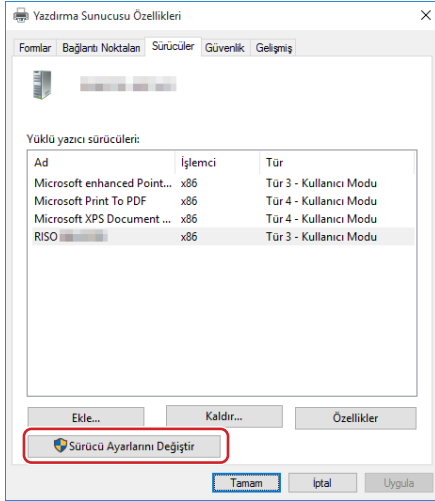 Yazdırma Sunucusu Özellikleri
Formlar Bağlantı Noktaları Sürücüler Güvenlik Gelişmiş
Yüklü yazıcı sürücüleri:
Ad İşlemci Tür
Microsoft enhanced Point... x86 Tür 3 - Kullanıcı Modu
Microsoft Print To PDF x86 Tür 4 - Kullanıcı Modu
Microsoft XPS Document ... x86 Tür 4 - Kullanıcı Modu
RISO x86 Tür 3 - Kullanıcı Modu
Ekle... Kaldır... Özellikler
Sürücü Ayarlarını Değiştir
Tamam İptal Uygula